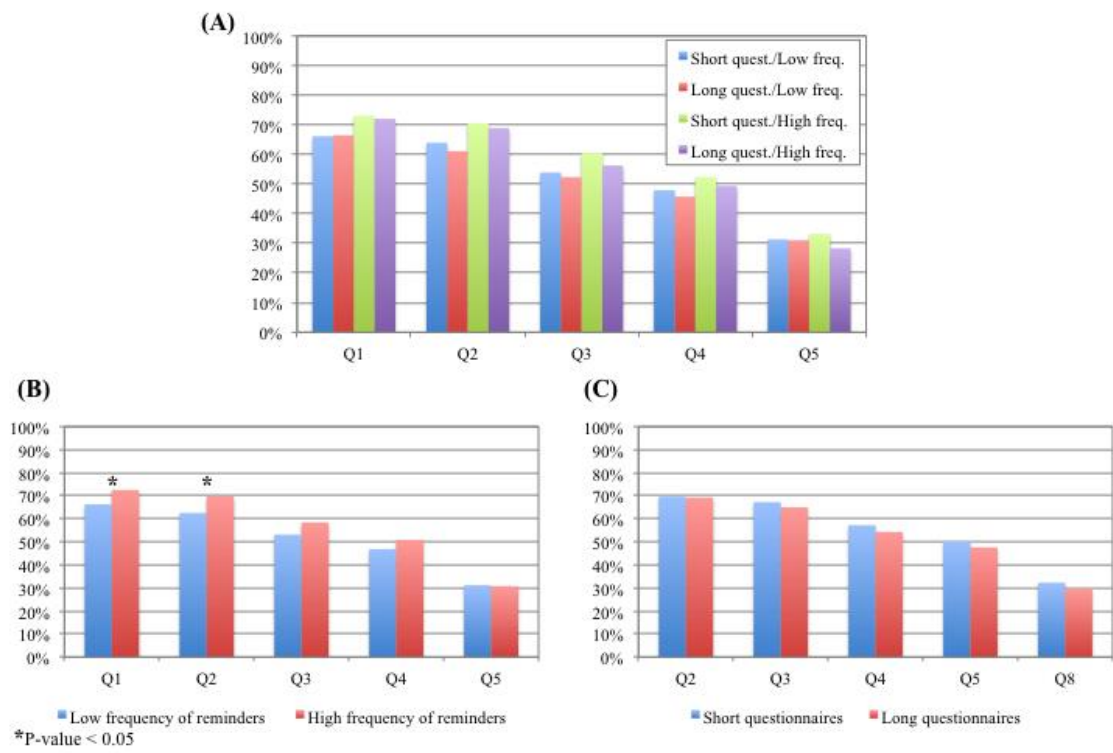 (A)
100%
90%
80%
70%
60%
50%
40%
30%
20%
10%
0%
Short quest./Low freq.
Long quest./Low freq.
Short quest./High freq.
Long quest./High freq.
Q1 Q2 Q3 Q4 Q5
(B)
100%
90%
80%
70%
60%
50%
40%
30%
20%
10%
0%
* *
Q1 Q2 Q3 Q4 Q5
Low frequency of reminders High frequency of reminders
*P-value < 0.05
(C)
100%
90%
80%
70%
60%
50%
40%
30%
20%
10%
0%
Q2 Q3 Q4 Q5 Q8
Short questionnaires Long questionnaires